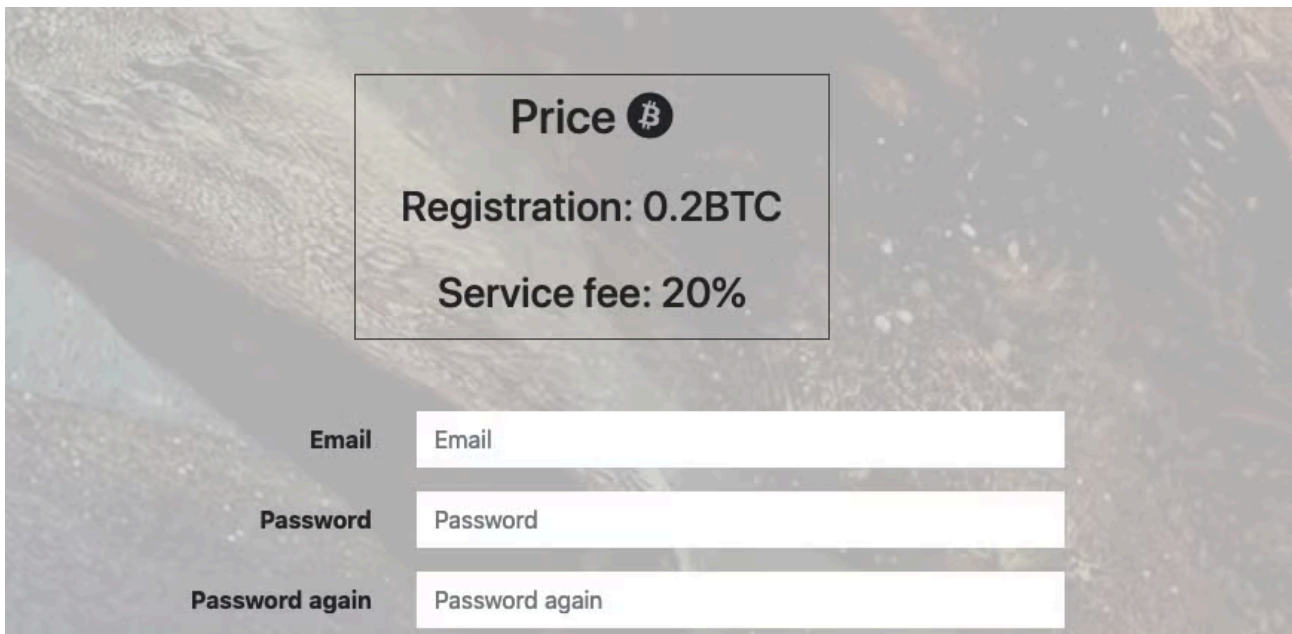 Price
Registration: 0.2BTC
Service fee: 20%
Email Email
Password Password
Password again Password again